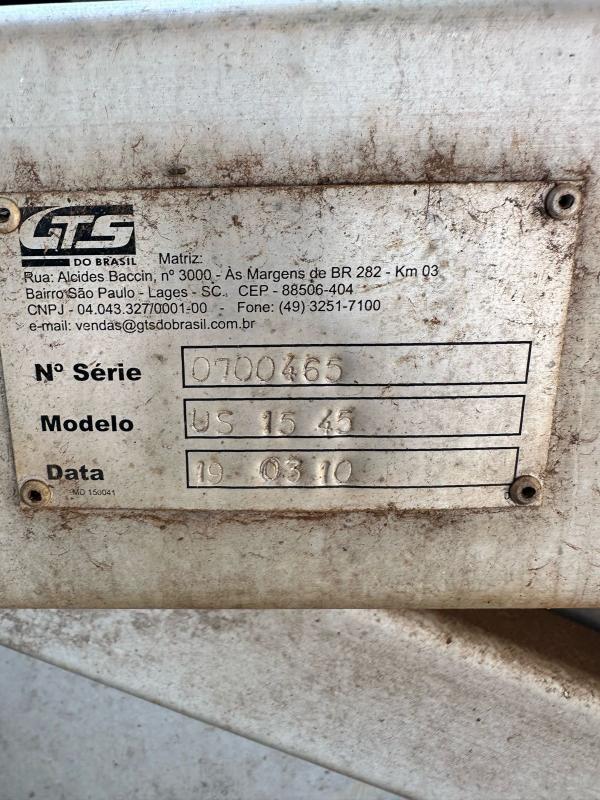 GTS
DO BRASIL
Matriz:
Rua: Alcides Baccin, nº 3000 - Às Margens de BR 282 - Km 03
Bairro São Paulo - Lages - SC. CEP - 88506-404
CNPJ - 04.043.327/0001-00 - Fone: (49) 3251-7100
e-mail: vendas@gtsdobrasil.com.br
Nº Série 0700465
Modelo US 15 45
Data 19 03 10
MO 150041